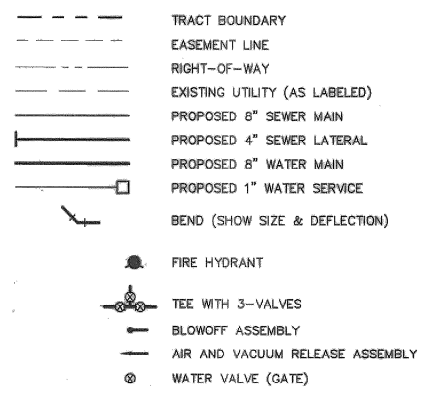 TRACT BOUNDARY
EASEMENT LINE
RIGHT-OF-WAY
EXISTING UTILITY (AS LABELED)
PROPOSED 8" SEWER MAIN
PROPOSED 4" SEWER LATERAL
PROPOSED 8" WATER MAIN
PROPOSED 1" WATER SERVICE
BEND (SHOW SIZE & DEFLECTION)
FIRE HYDRANT
TEE WITH 3-VALVES
BLOWOFF ASSEMBLY
AIR AND VACUUM RELEASE ASSEMBLY
WATER VALVE (GATE)